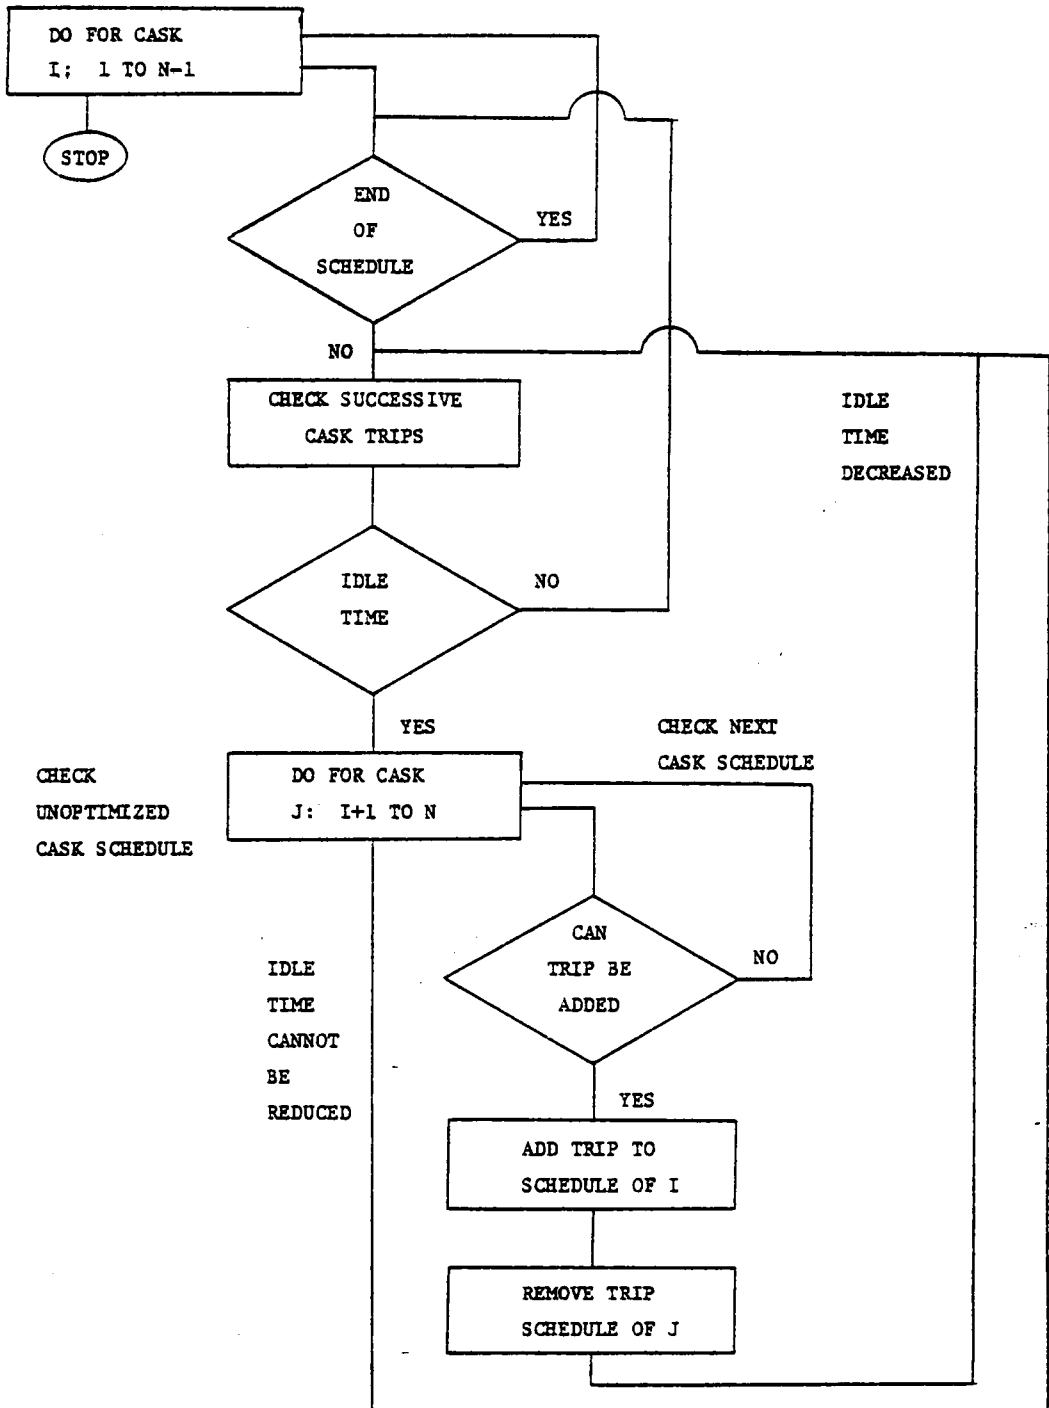 DO FOR CASK
I; 1 TO N-1
STOP
END
OF
SCHEDULE
YES
NO
CHECK SUCCESSIVE
CASK TRIPS
IDLE
TIME
DECREASED
IDLE
TIME
NO
YES
CHECK NEXT
CASK SCHEDULE
CHECK
UNOPTIMIZED
CASK SCHEDULE
DO FOR CASK
J: I+1 TO N
CAN
TRIP BE
ADDED
NO
IDLE
TIME
CANNOT
BE
REDUCED
YES
ADD TRIP TO
SCHEDULE OF I
REMOVE TRIP
SCHEDULE OF J